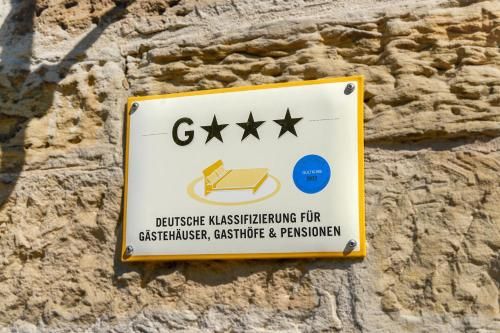 G★★★
DEUTSCHE KLASSIFIZIERUNG FÜR
GÄSTEHÄUSER, GASTHÖFE & PENSIONEN